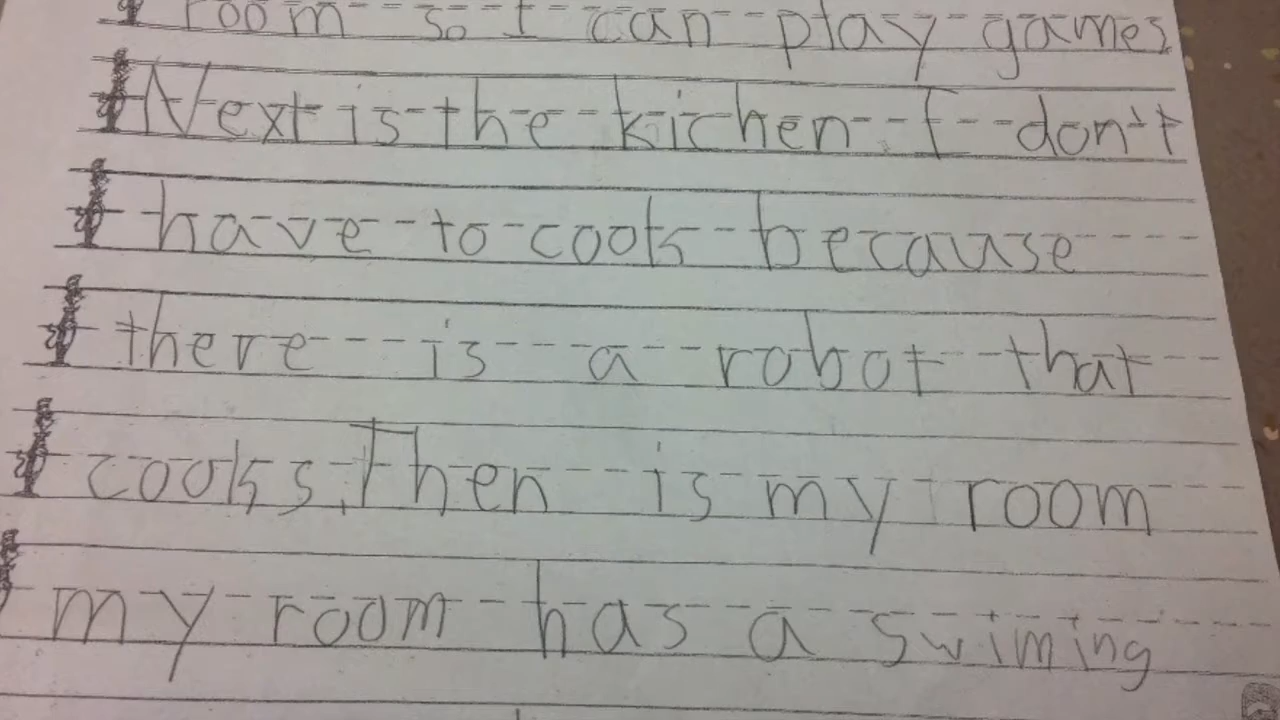 room so I can play games
Next is the kichen. I don't
have to cook because
there is a robot that
cooks. Then is my room
my room has a swiming